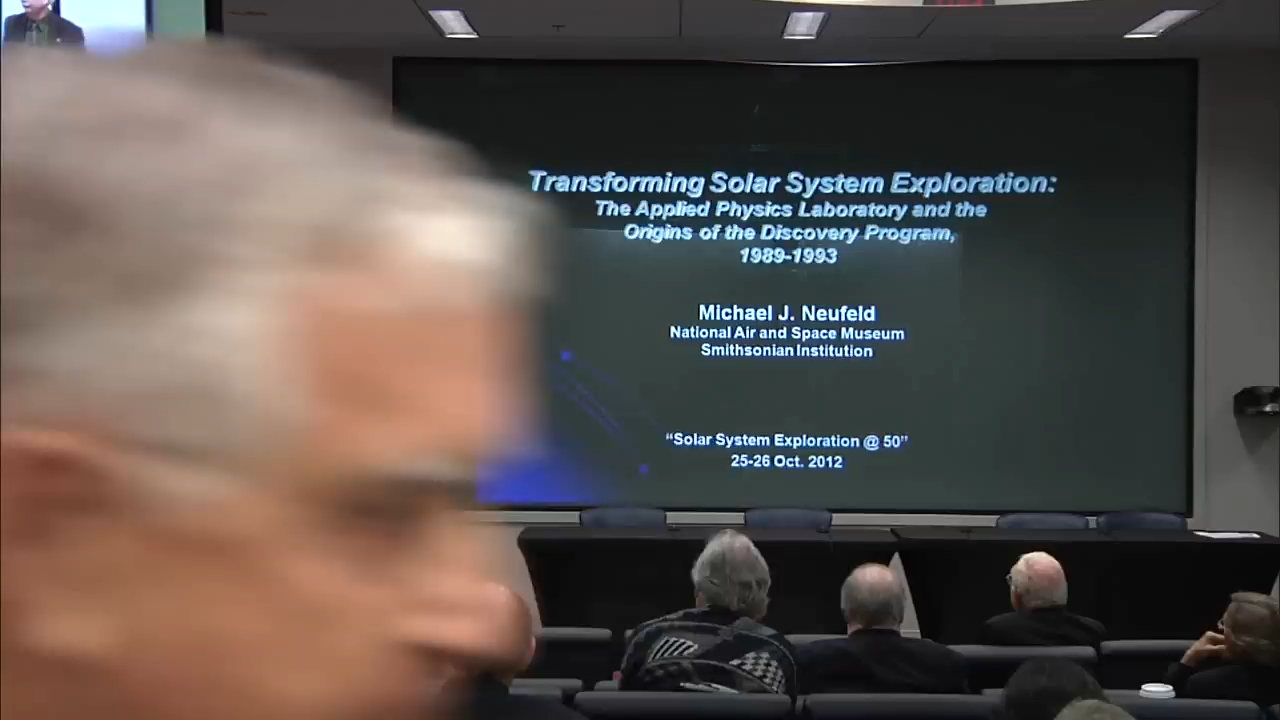 Transforming Solar System Exploration:
The Applied Physics Laboratory and the
Origins of the Discovery Program,
1989-1993
Michael J. Neufeld
National Air and Space Museum
Smithsonian Institution
“Solar System Exploration @ 50”
25-26 Oct. 2012